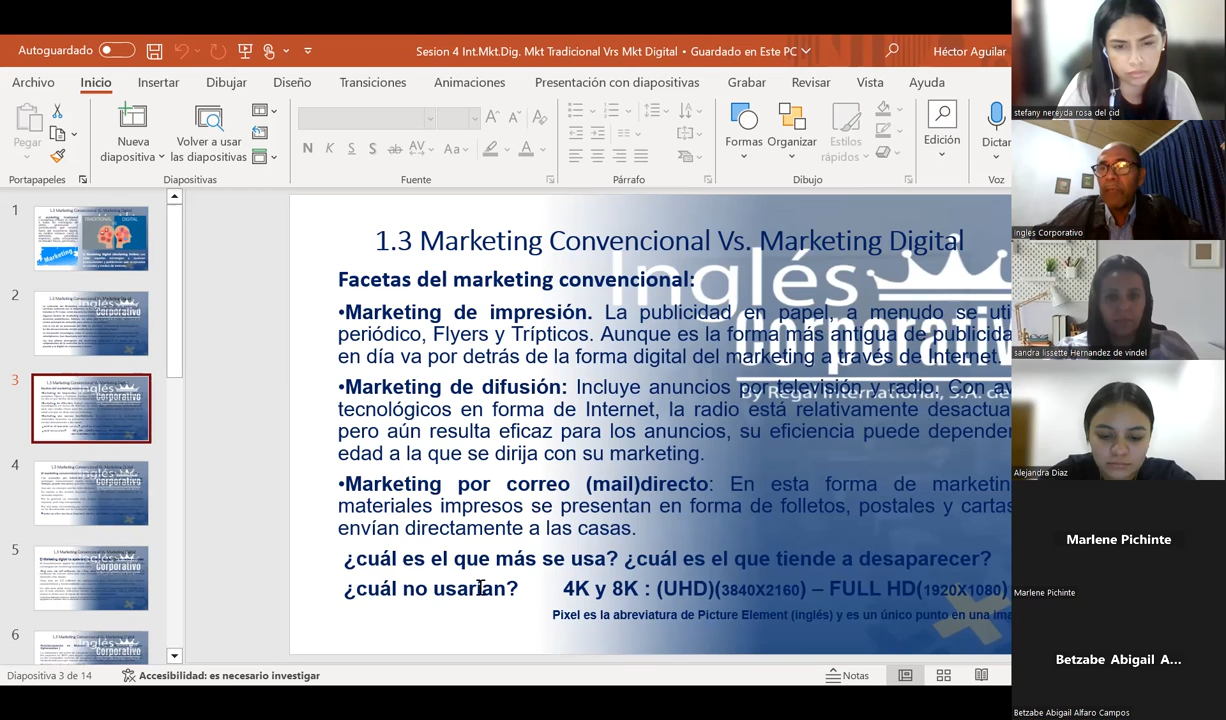 Autoguardado
Sesion 4 Int.Mkt.Dig. Mkt Tradicional Vrs Mkt Digital • Guardado en Este PC
Héctor Aguilar
Archivo Inicio Insertar Dibujar Diseño Transiciones Animaciones Presentación con diapositivas Grabar Revisar Vista Ayuda
Pegar
Nueva diapositiva
Volver a usar las diapositivas
N K S S ab AV Aa A
Formas Organizar Estilos rápidos
Edición
Dictar
Portapapeles Diapositivas Fuente Párrafo Dibujo Voz
1
2
3
4
5
6
1.3 Marketing Convencional Vs. Marketing Digital
Inglés
Corporativo
By Regal International, S.A. de
Facetas del marketing convencional:
•Marketing de impresión. La publicidad en papel, a menudo se uti
periódico, Flyers y Trípticos. Aunque es la forma más antigua de publicida
en día va por detrás de la forma digital del marketing a través de Internet.
•Marketing de difusión: Incluye anuncios por televisión y radio. Con av
tecnológicos en forma de Internet, la radio está relativamente desactua
pero aún resulta eficaz para los anuncios, su eficiencia puede depender
edad a la que se dirija con su marketing.
•Marketing por correo (mail)directo: En esta forma de marketin
materiales impresos se presentan en forma de folletos, postales y cartas
envían directamente a las casas.
¿cuál es el que más se usa? ¿cuál es el que tiende a desaparecer?
¿cuál no usarían? 4K y 8K : (UHD)(3840X2160) – FULL HD(1920X1080)
Pixel es la abreviatura de Picture Element (inglés) y es un único punto en una ima
Diapositiva 3 de 14
Accesibilidad: es necesario investigar
Notas
stefany nereyda rosa del cid
Inglés Corporativo
sandra lissette Hernandez de vindel
Alejandra Diaz
Marlene Pichinte
Marlene Pichinte
Betzabe Abigail A...
Betzabe Abigail Alfaro Campos